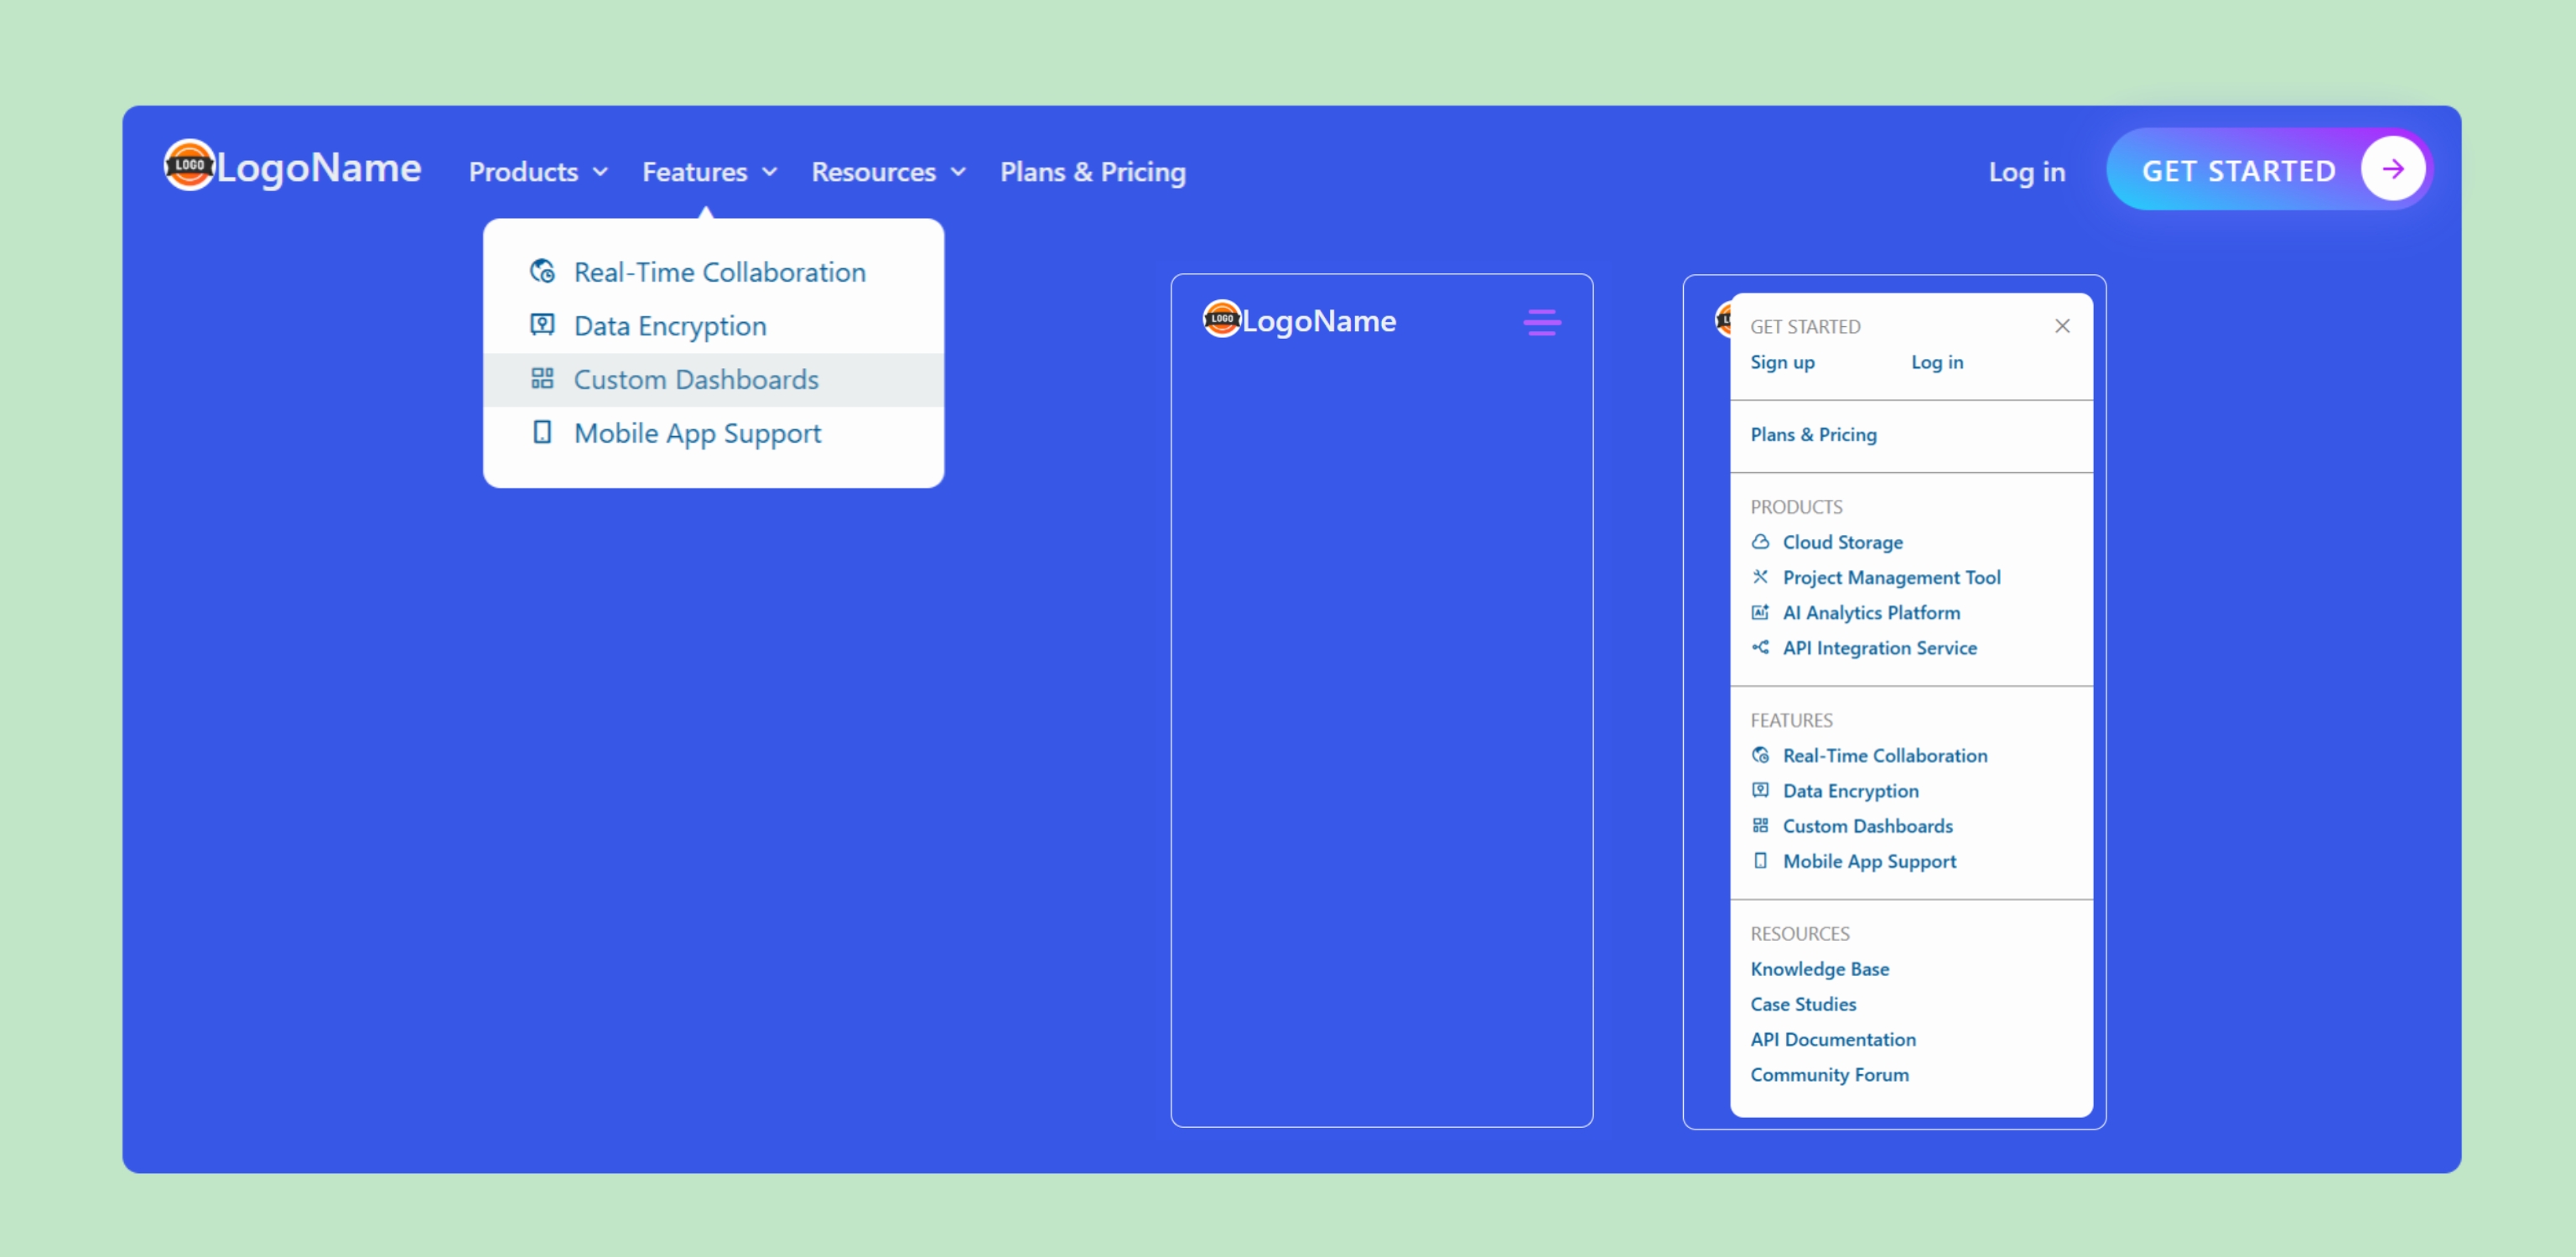 LOGO LogoName Products Features Resources Plans & Pricing Log in GET STARTED
Real-Time Collaboration
Data Encryption
Custom Dashboards
Mobile App Support
LOGO LogoName
GET STARTED
Sign up Log in
Plans & Pricing
PRODUCTS
Cloud Storage
Project Management Tool
AI Analytics Platform
API Integration Service
FEATURES
Real-Time Collaboration
Data Encryption
Custom Dashboards
Mobile App Support
RESOURCES
Knowledge Base
Case Studies
API Documentation
Community Forum